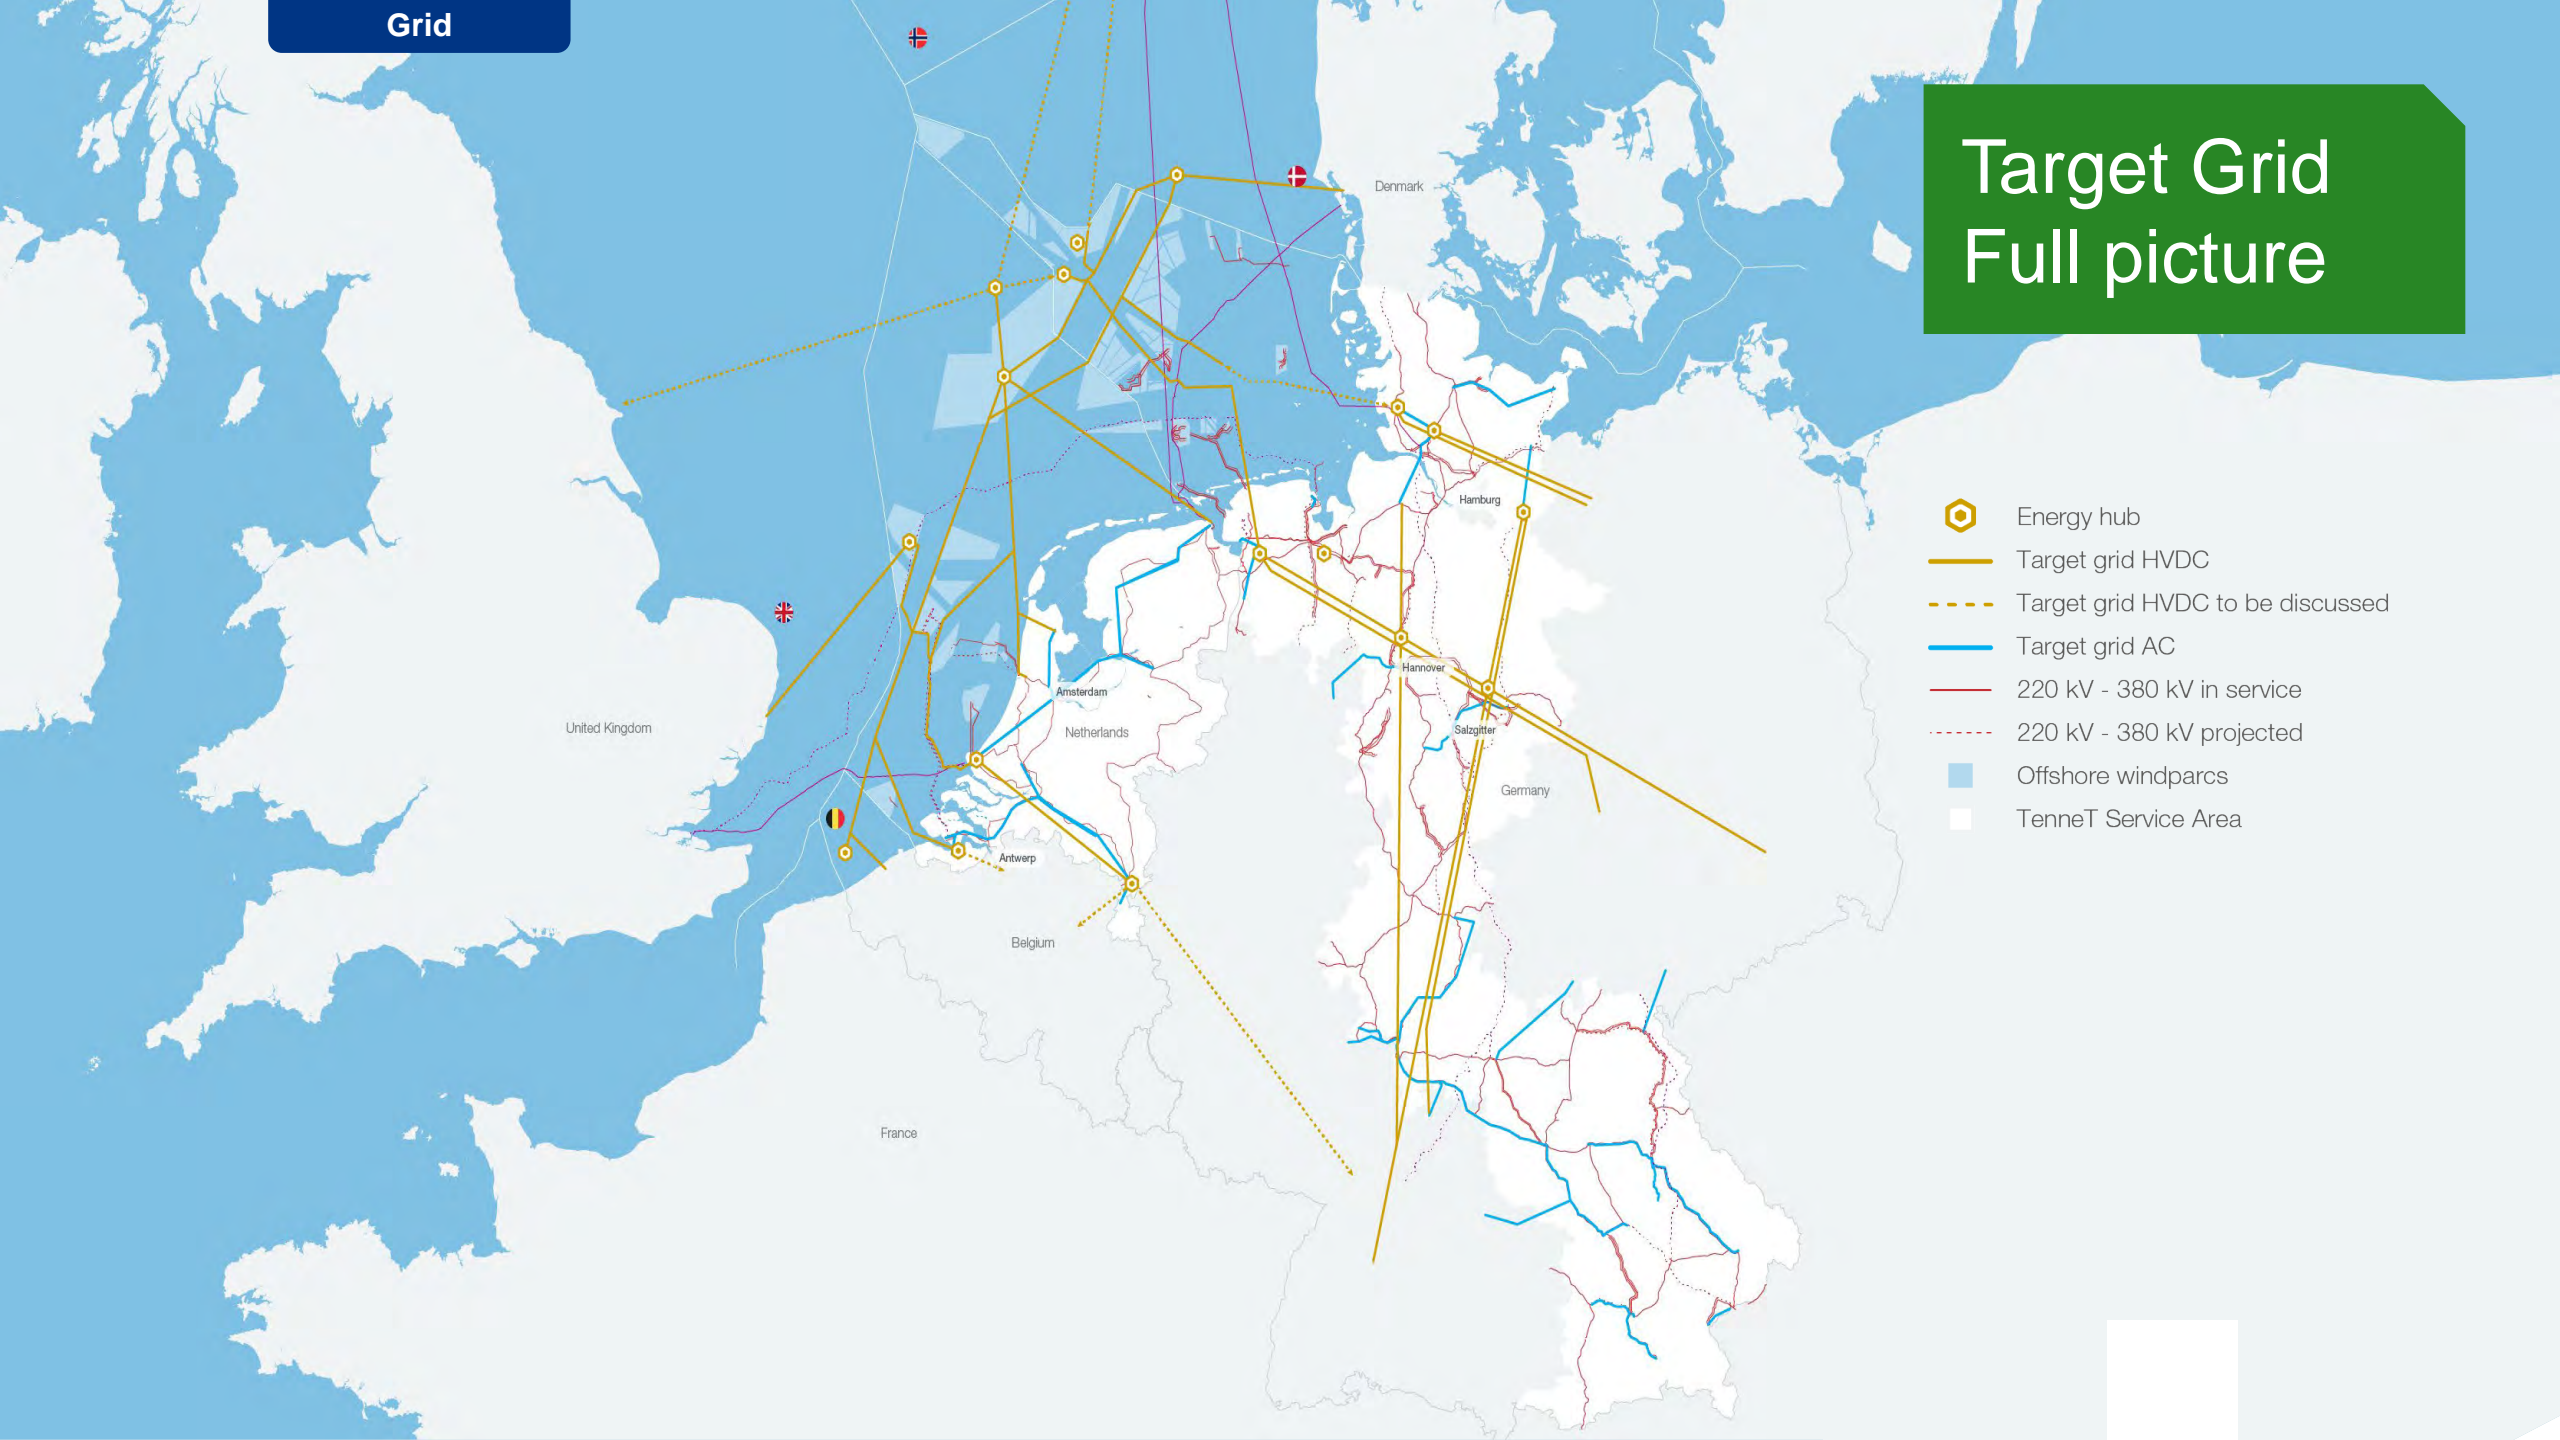 Grid
Target Grid
Full picture
Denmark
Hamburg
Energy hub
Target grid HVDC
Target grid HVDC to be discussed
Target grid AC
220 kV - 380 kV in service
220 kV - 380 kV projected
Offshore windparcs
TenneT Service Area
Hannover
Amsterdam
United Kingdom
Netherlands
Salzgitter
Germany
Antwerp
Belgium
France